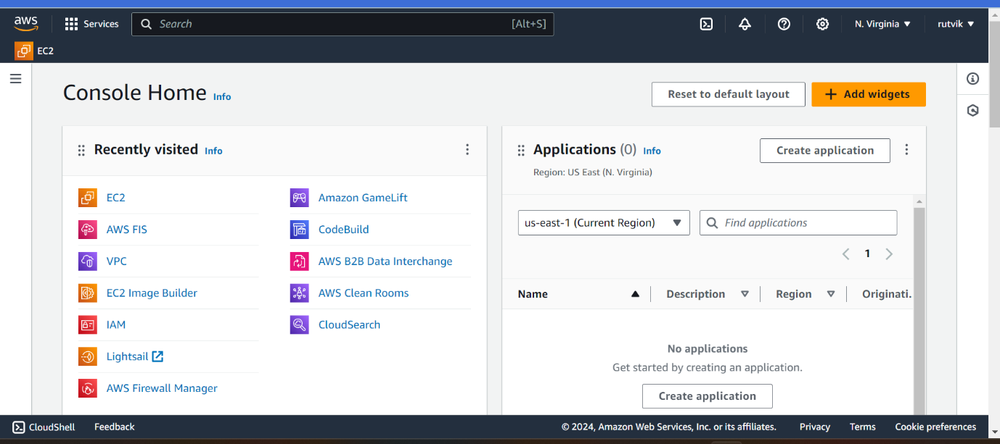 aws
Services
Search
[Alt+S]
N. Virginia
rutvik
EC2
Console Home Info
Reset to default layout
Add widgets
Recently visited Info
EC2
AWS FIS
VPC
EC2 Image Builder
IAM
Lightsail
AWS Firewall Manager
Amazon GameLift
CodeBuild
AWS B2B Data Interchange
AWS Clean Rooms
CloudSearch
Applications (0) Info
Region: US East (N. Virginia)
Create application
us-east-1 (Current Region)
Find applications
1
Name Description Region Originati.
No applications
Get started by creating an application.
Create application
CloudShell Feedback © 2024, Amazon Web Services, Inc. or its affiliates. Privacy Terms Cookie preferences